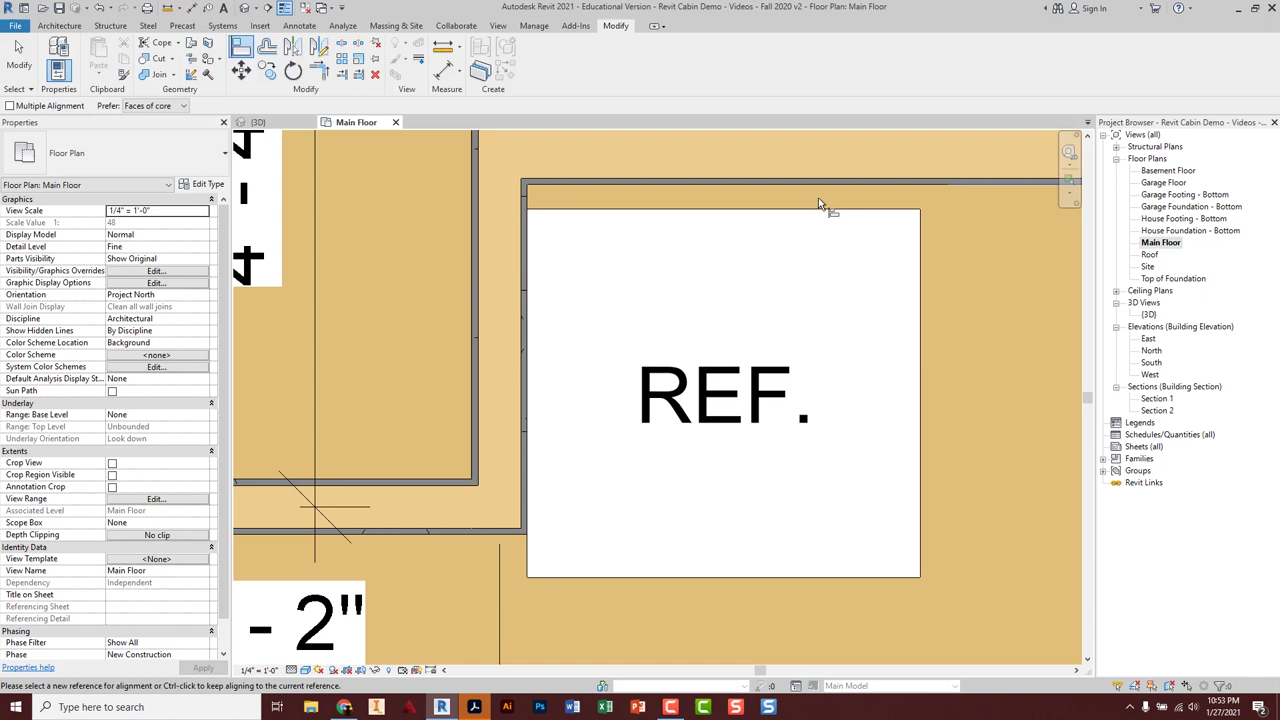 Autodesk Revit 2021 - Educational Version - Revit Cabin Demo - Videos - Fall 2020 v2 - Floor Plan: Main Floor
Sign In
File Architecture Structure Steel Precast Systems Insert Annotate Analyze Massing & Site Collaborate View Manage Add-Ins Modify
Modify Properties Paste Cope Cut Join
Select Properties Clipboard Geometry Modify View Measure Create
Multiple Alignment Prefer: Faces of core
Properties
Floor Plan
Floor Plan: Main Floor Edit Type
Graphics
View Scale 1/4" = 1'-0"
Scale Value 1: 48
Display Model Normal
Detail Level Fine
Parts Visibility Show Original
Visibility/Graphics Overrides Edit...
Graphic Display Options Edit...
Orientation Project North
Wall Join Display Clean all wall joins
Discipline Architectural
Show Hidden Lines By Discipline
Color Scheme Location Background
Color Scheme <none>
System Color Schemes Edit...
Default Analysis Display St... None
Sun Path
Underlay
Range: Base Level None
Range: Top Level Unbounded
Underlay Orientation Look down
Extents
Crop View
Crop Region Visible
Annotation Crop
View Range Edit...
Associated Level Main Floor
Scope Box None
Depth Clipping No clip
Identity Data
View Template <None>
View Name Main Floor
Dependency Independent
Title on Sheet
Referencing Sheet
Referencing Detail
Phasing
Phase Filter Show All
Phase New Construction
Properties help Apply
{3D} Main Floor
REF.
- 2"
1/4" = 1'-0"
Project Browser - Revit Cabin Demo - Videos -...
Views (all)
Structural Plans
Floor Plans
Basement Floor
Garage Floor
Garage Footing - Bottom
Garage Foundation - Bottom
House Footing - Bottom
House Foundation - Bottom
Main Floor
Roof
Site
Top of Foundation
Ceiling Plans
3D Views
{3D}
Elevations (Building Elevation)
East
North
South
West
Sections (Building Section)
Section 1
Section 2
Legends
Schedules/Quantities (all)
Sheets (all)
Families
Groups
Revit Links
Please select a new reference for alignment or Ctrl-click to keep aligning to the current reference.
:0 Main Model :0
Type here to search
10:53 PM
1/27/2021